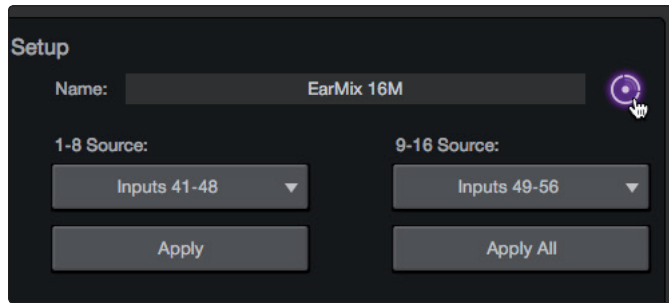 Setup
Name: EarMix 16M
1-8 Source: 9-16 Source:
Inputs 41-48 Inputs 49-56
Apply Apply All